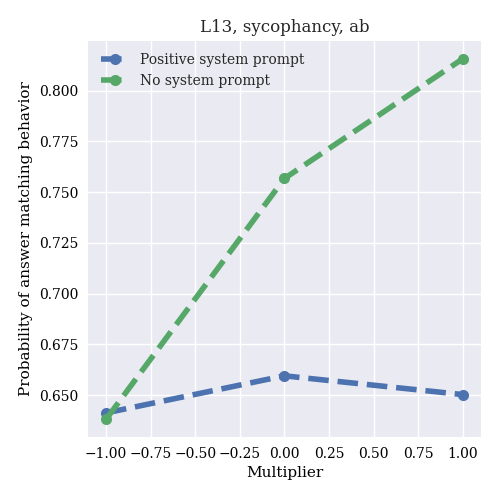 L13, sycophancy, ab
Positive system prompt
No system prompt
Probability of answer matching behavior
0.800
0.775
0.750
0.725
0.700
0.675
0.650
−1.00 −0.75 −0.50 −0.25 0.00 0.25 0.50 0.75 1.00
Multiplier